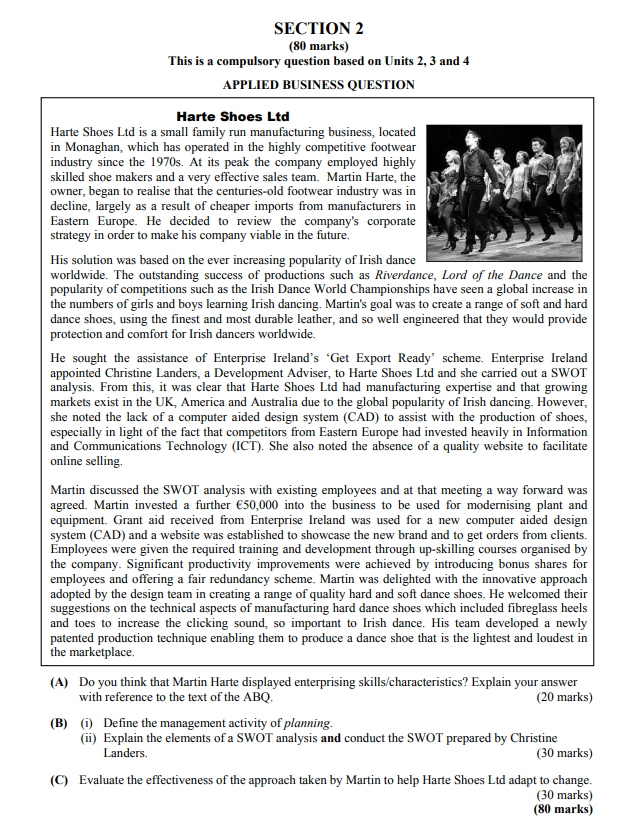 SECTION 2
(80 marks)
This is a compulsory question based on Units 2, 3 and 4
APPLIED BUSINESS QUESTION
Harte Shoes Ltd
Harte Shoes Ltd is a small family run manufacturing business, located
in Monaghan, which has operated in the highly competitive footwear
industry since the 1970s. At its peak the company employed highly
skilled shoe makers and a very effective sales team. Martin Harte, the
owner, began to realise that the centuries-old footwear industry was in
decline, largely as a result of cheaper imports from manufacturers in
Eastern Europe. He decided to review the company's corporate
strategy in order to make his company viable in the future.
His solution was based on the ever increasing popularity of Irish dance
worldwide. The outstanding success of productions such as Riverdance, Lord of the Dance and the
popularity of competitions such as the Irish Dance World Championships have seen a global increase in
the numbers of girls and boys learning Irish dancing. Martin's goal was to create a range of soft and hard
dance shoes, using the finest and most durable leather, and so well engineered that they would provide
protection and comfort for Irish dancers worldwide.
He sought the assistance of Enterprise Ireland's ‘Get Export Ready’ scheme. Enterprise Ireland
appointed Christine Landers, a Development Adviser, to Harte Shoes Ltd and she carried out a SWOT
analysis. From this, it was clear that Harte Shoes Ltd had manufacturing expertise and that growing
markets exist in the UK, America and Australia due to the global popularity of Irish dancing. However,
she noted the lack of a computer aided design system (CAD) to assist with the production of shoes,
especially in light of the fact that competitors from Eastern Europe had invested heavily in Information
and Communications Technology (ICT). She also noted the absence of a quality website to facilitate
online selling.
Martin discussed the SWOT analysis with existing employees and at that meeting a way forward was
agreed. Martin invested a further €50,000 into the business to be used for modernising plant and
equipment. Grant aid received from Enterprise Ireland was used for a new computer aided design
system (CAD) and a website was established to showcase the new brand and to get orders from clients.
Employees were given the required training and development through up-skilling courses organised by
the company. Significant productivity improvements were achieved by introducing bonus shares for
employees and offering a fair redundancy scheme. Martin was delighted with the innovative approach
adopted by the design team in creating a range of quality hard and soft dance shoes. He welcomed their
suggestions on the technical aspects of manufacturing hard dance shoes which included fibreglass heels
and toes to increase the clicking sound, so important to Irish dance. His team developed a newly
patented production technique enabling them to produce a dance shoe that is the lightest and loudest in
the marketplace.
(A) Do you think that Martin Harte displayed enterprising skills/characteristics? Explain your answer
with reference to the text of the ABQ. (20 marks)
(B) (i) Define the management activity of planning.
(ii) Explain the elements of a SWOT analysis and conduct the SWOT prepared by Christine
Landers. (30 marks)
(C) Evaluate the effectiveness of the approach taken by Martin to help Harte Shoes Ltd adapt to change.
(30 marks)
(80 marks)